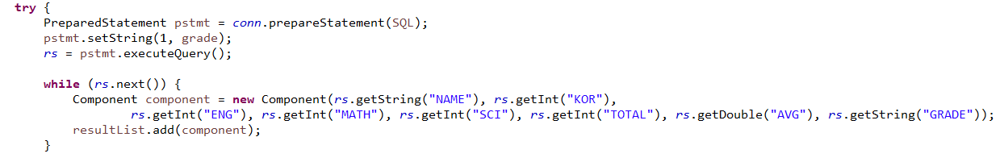 try {
PreparedStatement pstmt = conn.prepareStatement(SQL);
pstmt.setString(1, grade);
rs = pstmt.executeQuery();
while (rs.next()) {
Component component = new Component(rs.getString("NAME"), rs.getInt("KOR"),
rs.getInt("ENG"), rs.getInt("MATH"), rs.getInt("SCI"), rs.getInt("TOTAL"), rs.getDouble("AVG"), rs.getString("GRADE"));
resultList.add(component);
}